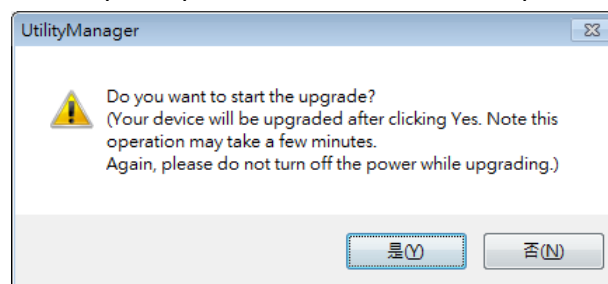 UtilityManager
Do you want to start the upgrade?
(Your device will be upgraded after clicking Yes. Note this
operation may take a few minutes.
Again, please do not turn off the power while upgrading.)
是(Y) 否(N)